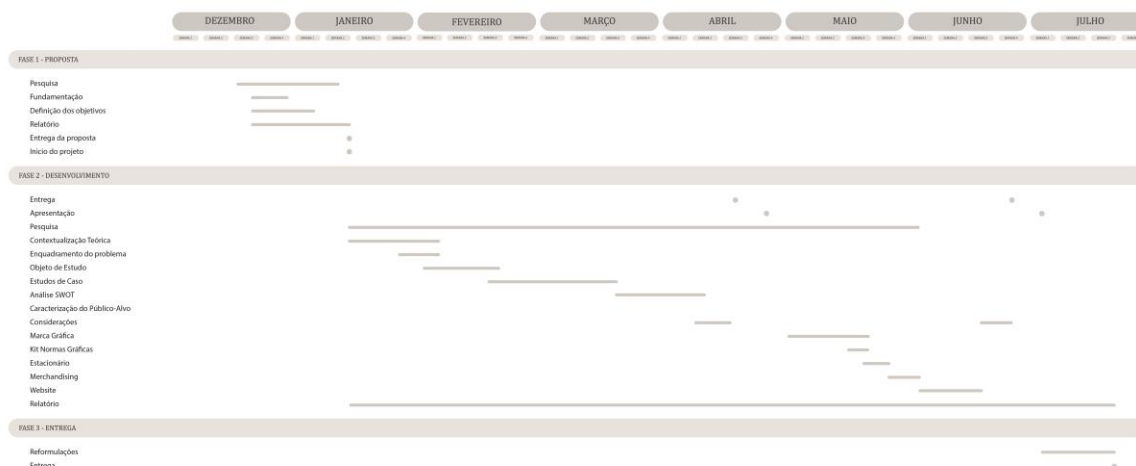 DEZEMBRO JANEIRO FEVEREIRO MARÇO ABRIL MAIO JUNHO JULHO
FASE 1 - PROPOSTA
Pesquisa
Fundamentação
Definição dos objetivos
Relatório
Entrega da proposta
Inicio do projeto
FASE 2 - DESENVOLVIMENTO
Entrega
Apresentação
Pesquisa
Contextualização Teórica
Enquadramento do problema
Objeto de Estudo
Estudos de Caso
Análise SWOT
Caracterização do Público-Alvo
Considerações
Marca Gráfica
Kit Normas Gráficas
Estacionário
Merchandising
Website
Relatório
FASE 3 - ENTREGA
Reformulações
Entrega